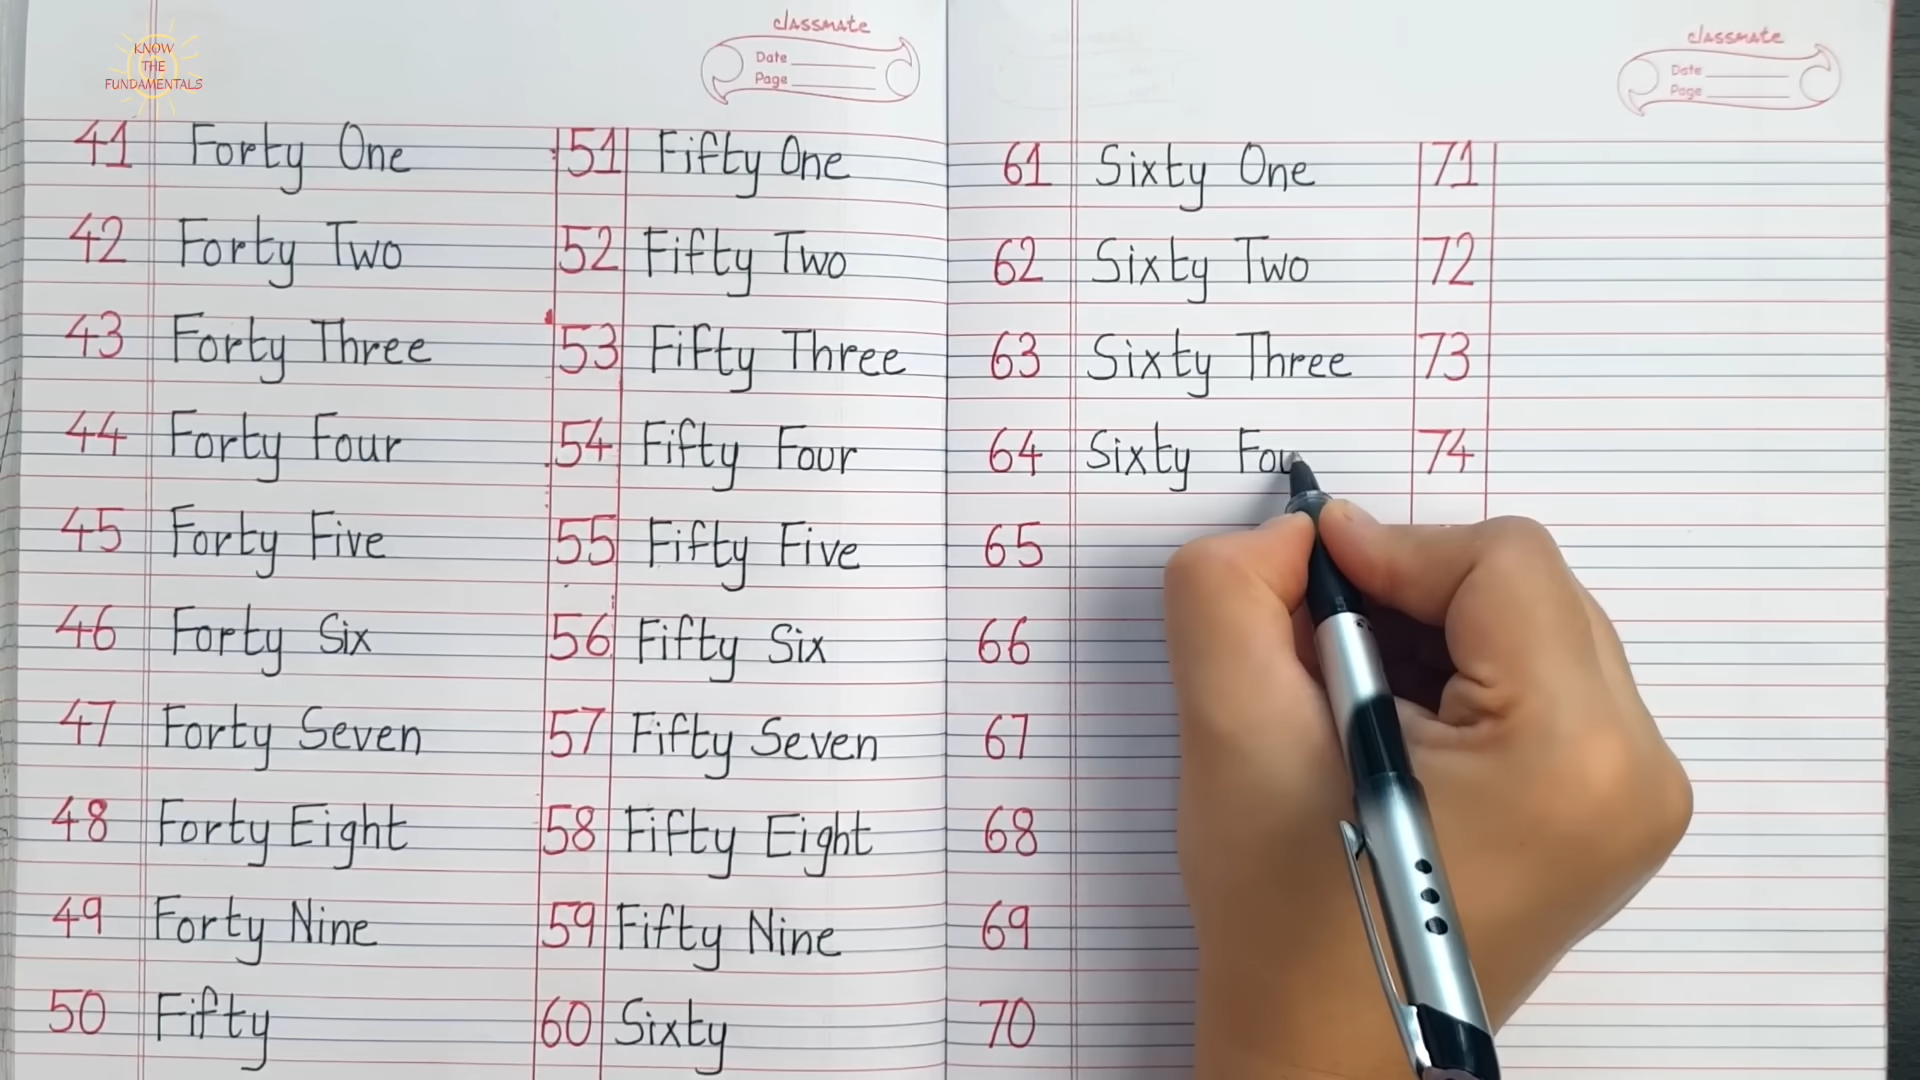 KNOW
THE
FUNDAMENTALS
classmate
Date
Page
classmate
Date
Page
41 Forty One 51 Fifty One 61 Sixty One 71
42 Forty Two 52 Fifty Two 62 Sixty Two 72
43 Forty Three 53 Fifty Three 63 Sixty Three 73
44 Forty Four 54 Fifty Four 64 Sixty Fou 74
45 Forty Five 55 Fifty Five 65
46 Forty Six 56 Fifty Six 66
47 Forty Seven 57 Fifty Seven 67
48 Forty Eight 58 Fifty Eight 68
49 Forty Nine 59 Fifty Nine 69
50 Fifty 60 Sixty 70